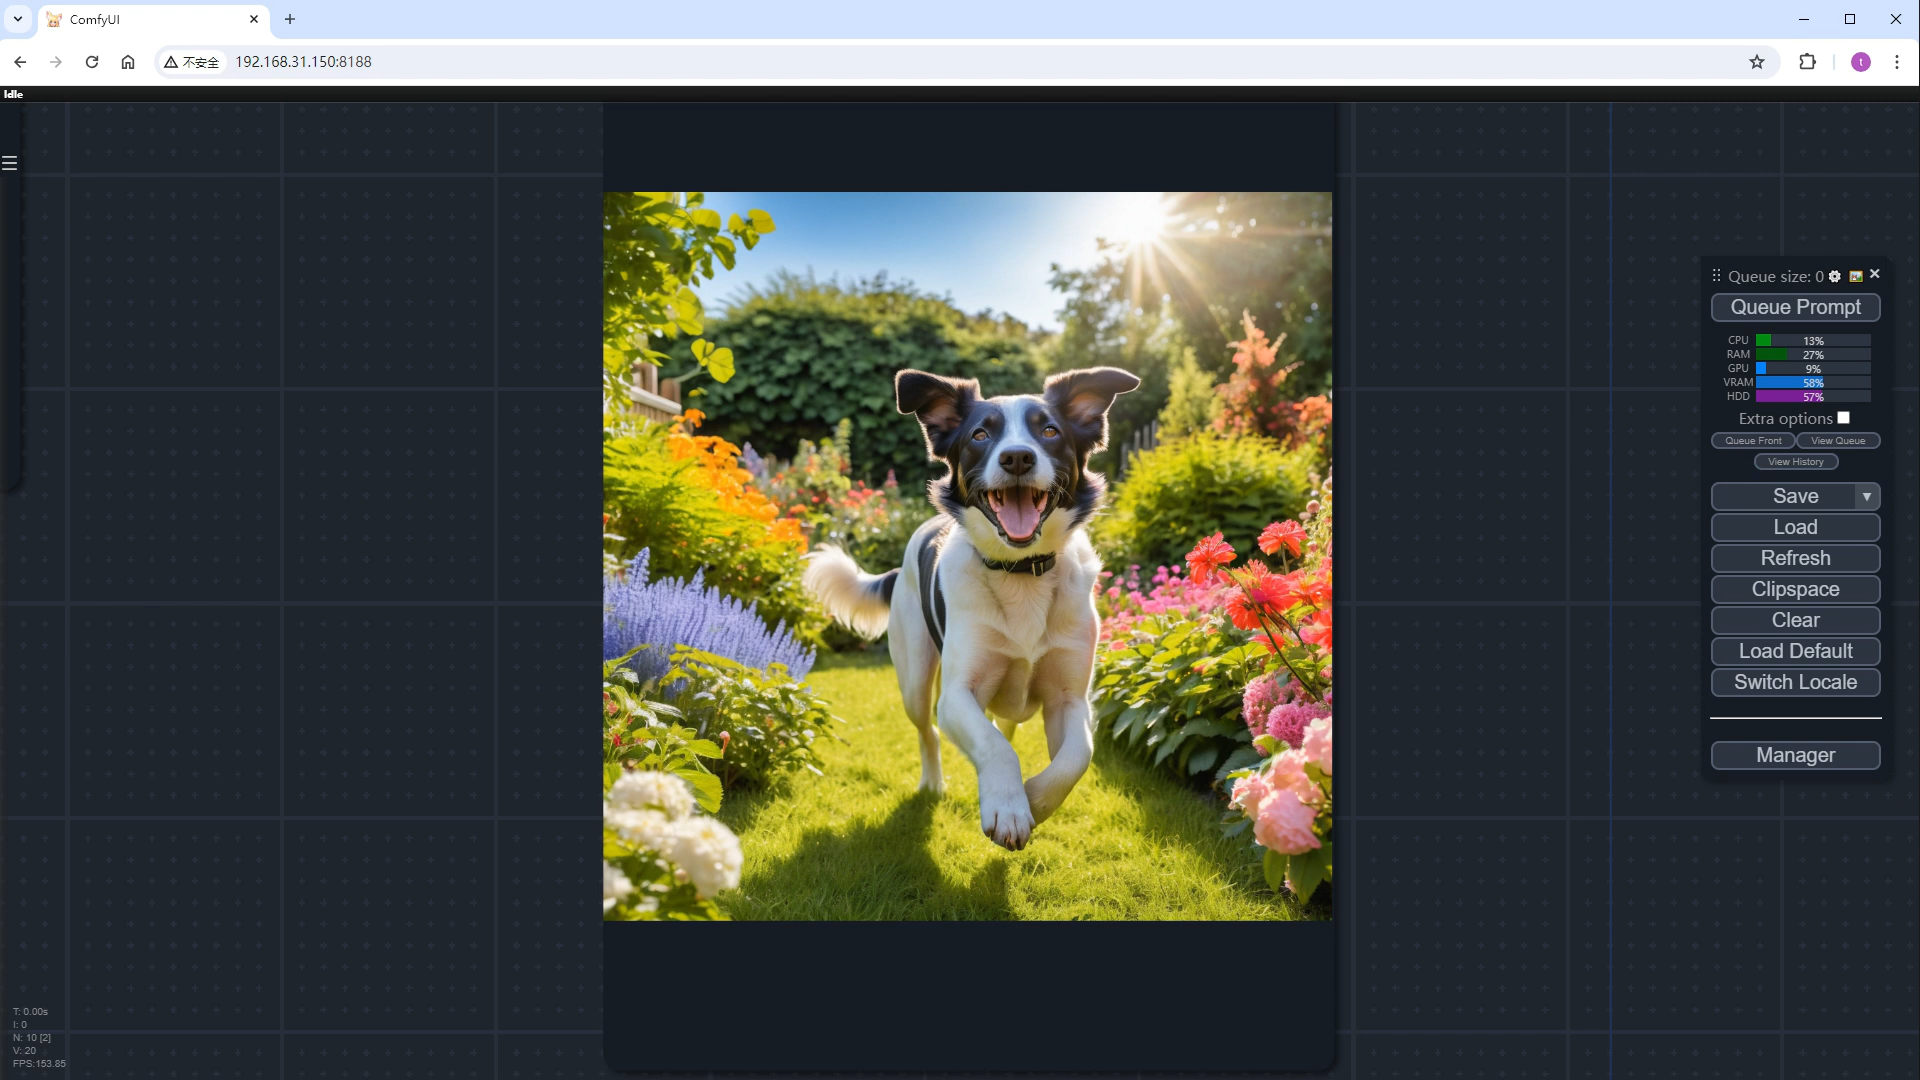 ComfyUI
不安全
192.168.31.150:8188
Idle
Queue size: 0
Queue Prompt
CPU 13%
RAM 27%
GPU 9%
VRAM 58%
HDD 57%
Extra options
Queue Front View Queue
View History
Save ▼
Load
Refresh
Clipspace
Clear
Load Default
Switch Locale
Manager
T: 0.00s
I: 0
N: 10 [2]
V: 20
FPS:153.85
t